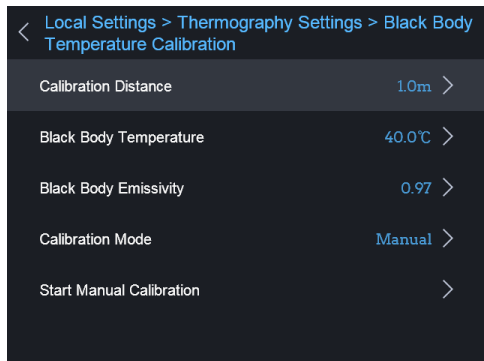 Local Settings > Thermography Settings > Black Body
Temperature Calibration
Calibration Distance 1.0m
Black Body Temperature 40.0℃
Black Body Emissivity 0.97
Calibration Mode Manual
Start Manual Calibration